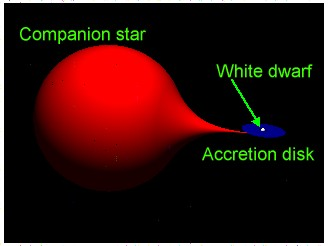 Companion star
White dwarf
Accretion disk